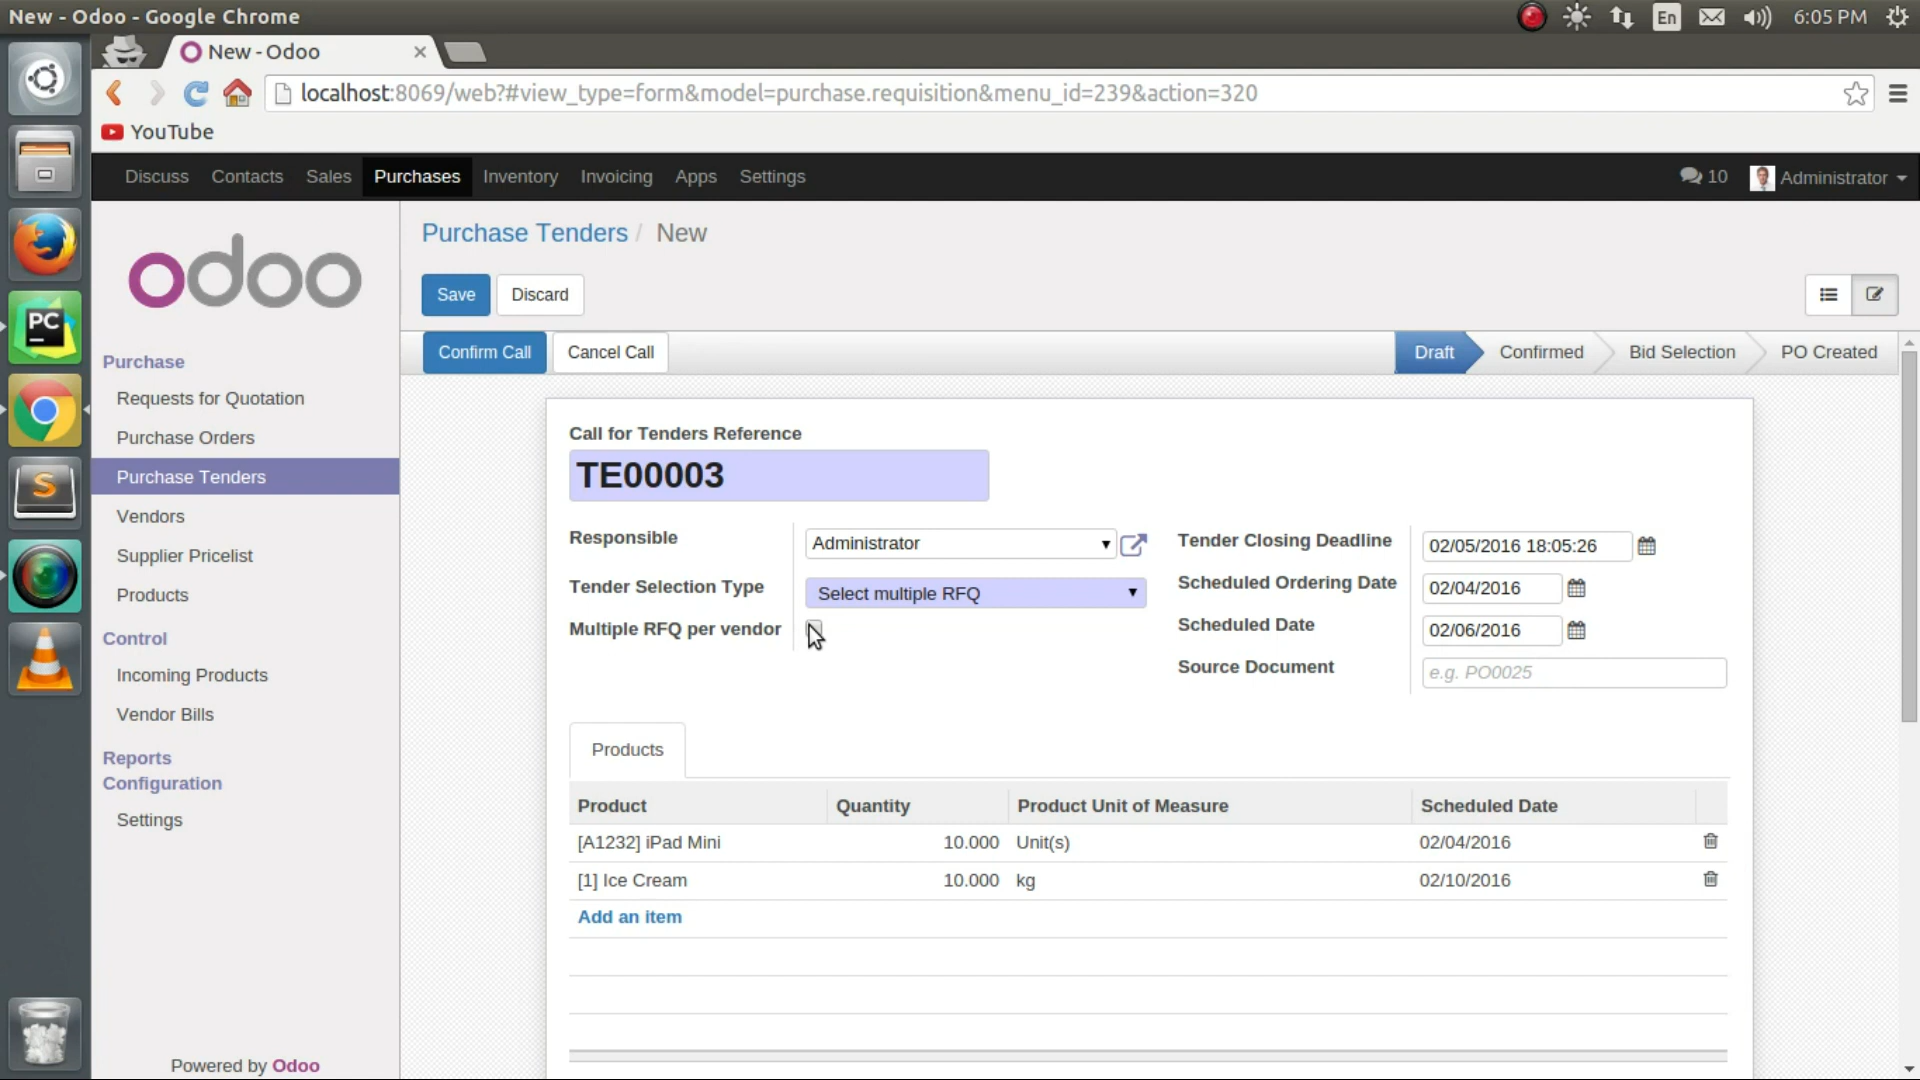 New - Odoo - Google Chrome
En
6:05 PM
New - Odoo
localhost:8069/web?#view_type=form&model=purchase.requisition&menu_id=239&action=320
YouTube
Discuss Contacts Sales Purchases Inventory Invoicing Apps Settings
10 Administrator
odoo
Purchase Tenders / New
Save Discard
Confirm Call Cancel Call
Draft Confirmed Bid Selection PO Created
Purchase
Requests for Quotation
Purchase Orders
Purchase Tenders
Vendors
Supplier Pricelist
Products
Control
Incoming Products
Vendor Bills
Reports
Configuration
Settings
Powered by Odoo
PC
S
Call for Tenders Reference
TE00003
Responsible Administrator
Tender Selection Type Select multiple RFQ
Multiple RFQ per vendor
Tender Closing Deadline 02/05/2016 18:05:26
Scheduled Ordering Date 02/04/2016
Scheduled Date 02/06/2016
Source Document e.g. PO0025
Products
Product Quantity Product Unit of Measure Scheduled Date
[A1232] iPad Mini 10.000 Unit(s) 02/04/2016
[1] Ice Cream 10.000 kg 02/10/2016
Add an item